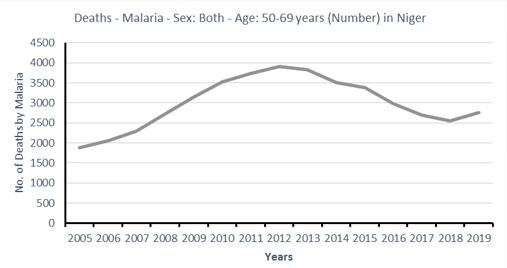 Deaths - Malaria - Sex: Both - Age: 50-69 years (Number) in Niger
No. of Deaths by Malaria
4500
4000
3500
3000
2500
2000
1500
1000
500
0
2005 2006 2007 2008 2009 2010 2011 2012 2013 2014 2015 2016 2017 2018 2019
Years